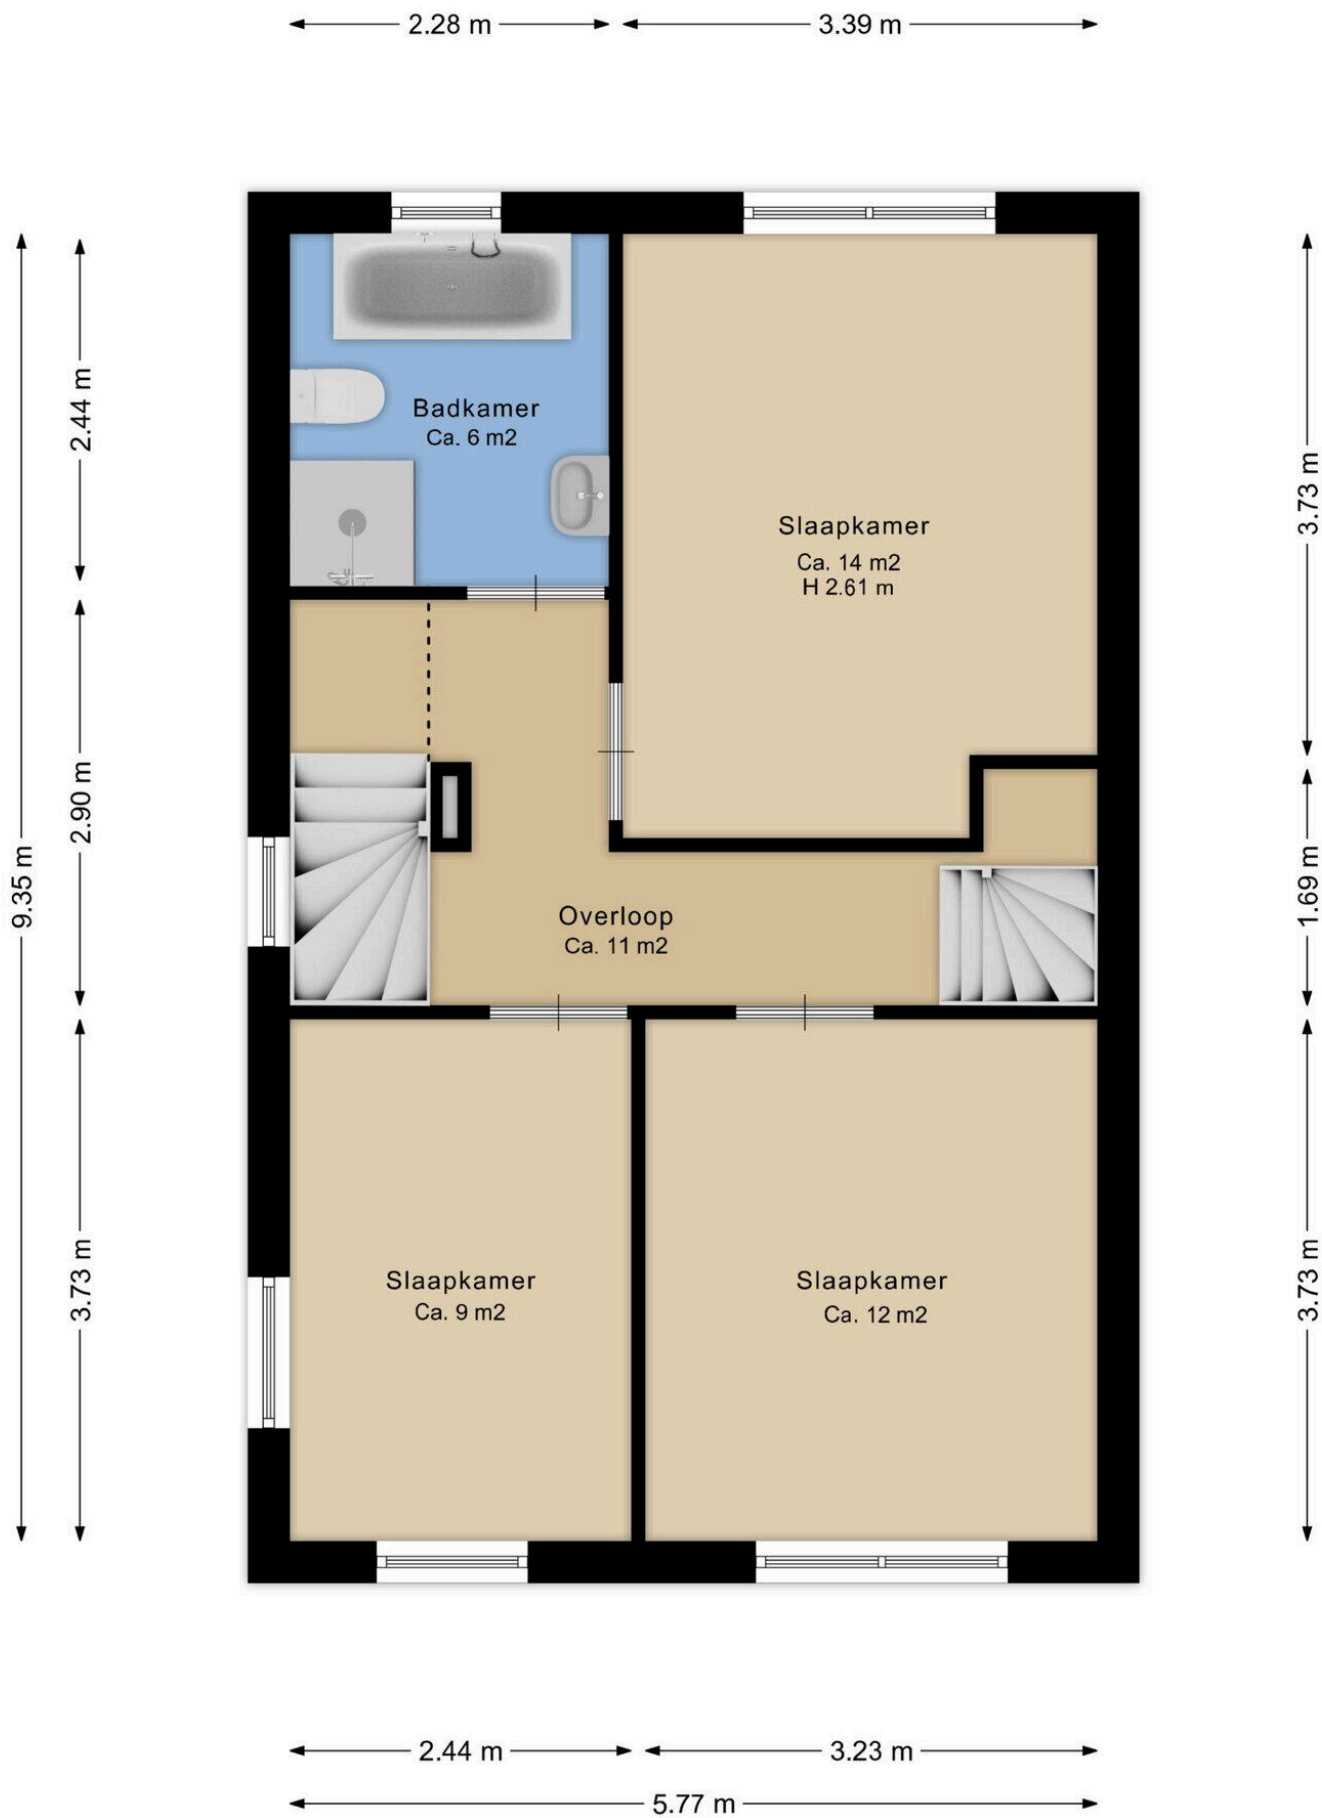 2.28 m
3.39 m
2.44 m
Badkamer
Ca. 6 m2
3.73 m
Slaapkamer
Ca. 14 m2
H 2.61 m
2.90 m
9.35 m
1.69 m
Overloop
Ca. 11 m2
3.73 m
Slaapkamer
Ca. 9 m2
Slaapkamer
Ca. 12 m2
3.73 m
2.44 m
3.23 m
5.77 m